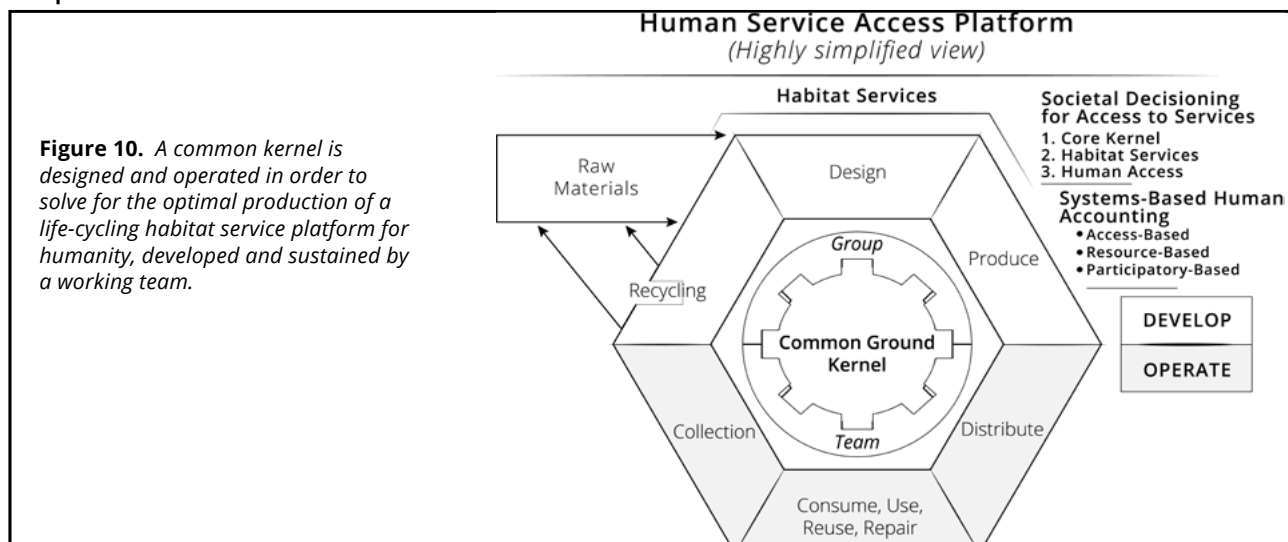 Human Service Access Platform
(Highly simplified view)
Habitat Services
Figure 10. A common kernel is
designed and operated in order to
solve for the optimal production of a
life-cycling habitat service platform for
humanity, developed and sustained by
a working team.
Raw
Materials
Design
Societal Decisioning
for Access to Services
1. Core Kernel
2. Habitat Services
3. Human Access
Systems-Based Human
Accounting
•Access-Based
•Resource-Based
•Participatory-Based
Group
Produce
Recycling
Common Ground
Kernel
DEVELOP
OPERATE
Collection
Team
Distribute
Consume, Use,
Reuse, Repair